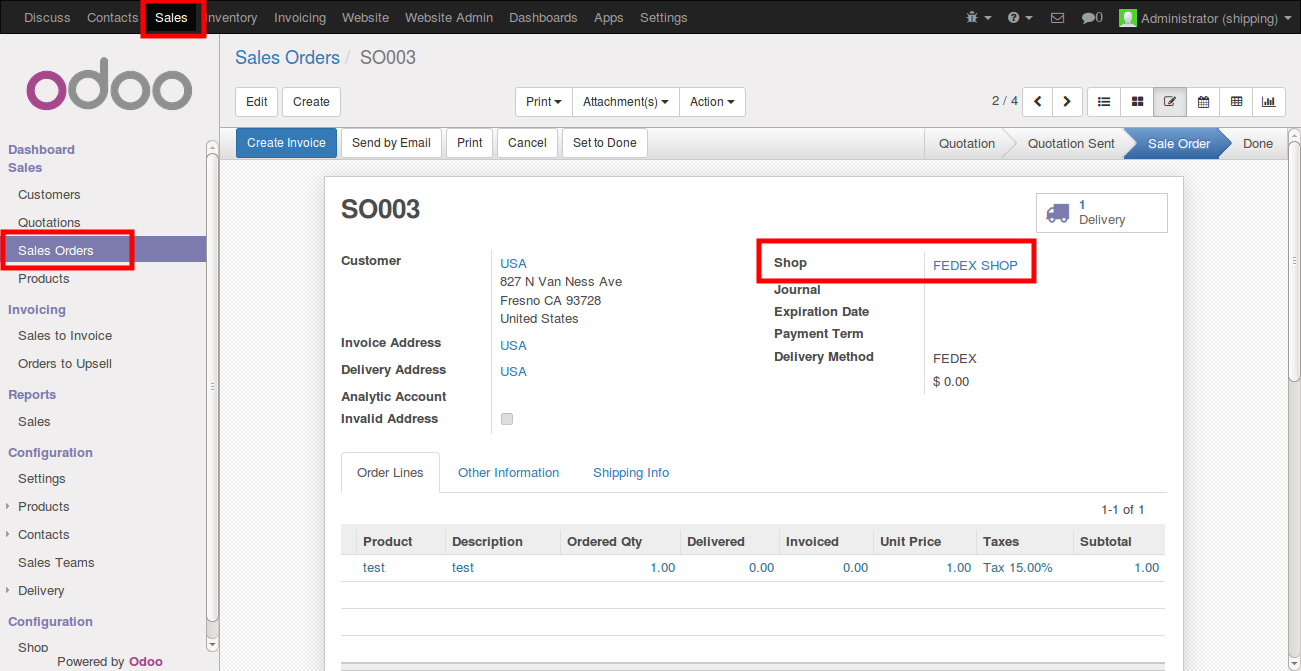 Discuss Contacts Sales Inventory Invoicing Website Website Admin Dashboards Apps Settings 0 Administrator (shipping)
odoo
Dashboard
Sales
Customers
Quotations
Sales Orders
Products
Invoicing
Sales to Invoice
Orders to Upsell
Reports
Sales
Configuration
Settings
Products
Contacts
Sales Teams
Delivery
Configuration
Shop
Powered by Odoo
Sales Orders / SO003
Edit Create Print Attachment(s) Action 2 / 4
Create Invoice Send by Email Print Cancel Set to Done Quotation Quotation Sent Sale Order Done
SO003
1
Delivery
Customer USA
827 N Van Ness Ave
Fresno CA 93728
United States
Invoice Address USA
Delivery Address USA
Analytic Account
Invalid Address
Shop FEDEX SHOP
Journal
Expiration Date
Payment Term
Delivery Method FEDEX
$ 0.00
Order Lines Other Information Shipping Info
1-1 of 1
Product Description Ordered Qty Delivered Invoiced Unit Price Taxes Subtotal
test test 1.00 0.00 0.00 1.00 Tax 15.00% 1.00